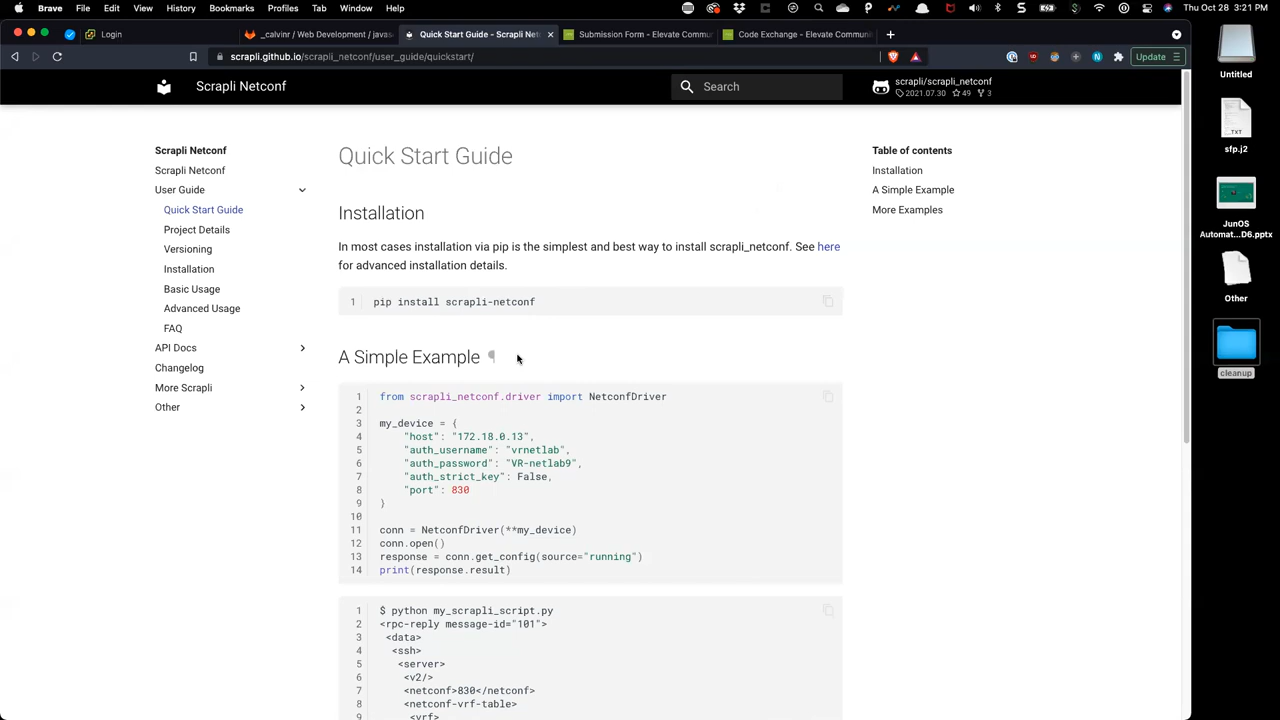 Brave File Edit View History Bookmarks Profiles Tab Window Help
Thu Oct 28 3:21 PM
Login
_calvinr / Web Development / javas
Quick Start Guide - Scrapli Net
Submission Form - Elevate Commu
Code Exchange - Elevate Commun
scrapli.github.io/scrapli_netconf/user_guide/quickstart/
Update
Scrapli Netconf
Search
scrapli/scrapli_netconf
2021.07.30 49 3
Scrapli Netconf
Scrapli Netconf
User Guide
Quick Start Guide
Project Details
Versioning
Installation
Basic Usage
Advanced Usage
FAQ
API Docs
Changelog
More Scrapli
Other
Quick Start Guide
Installation
In most cases installation via pip is the simplest and best way to install scrapli_netconf. See here
for advanced installation details.
1 pip install scrapli-netconf
A Simple Example ¶
1 from scrapli_netconf.driver import NetconfDriver
2
3 my_device = {
4 "host": "172.18.0.13",
5 "auth_username": "vrnetlab",
6 "auth_password": "VR-netlab9",
7 "auth_strict_key": False,
8 "port": 830
9 }
10
11 conn = NetconfDriver(**my_device)
12 conn.open()
13 response = conn.get_config(source="running")
14 print(response.result)
1 $ python my_scrapli_script.py
2 <rpc-reply message-id="101">
3 <data>
4 <ssh>
5 <server>
6 <v2/>
7 <netconf>830</netconf>
8 <netconf-vrf-table>
9 <vrf>
Table of contents
Installation
A Simple Example
More Examples
Untitled
TXT
sfp.j2
JunOS
Automat...D6.pptx
Other
cleanup